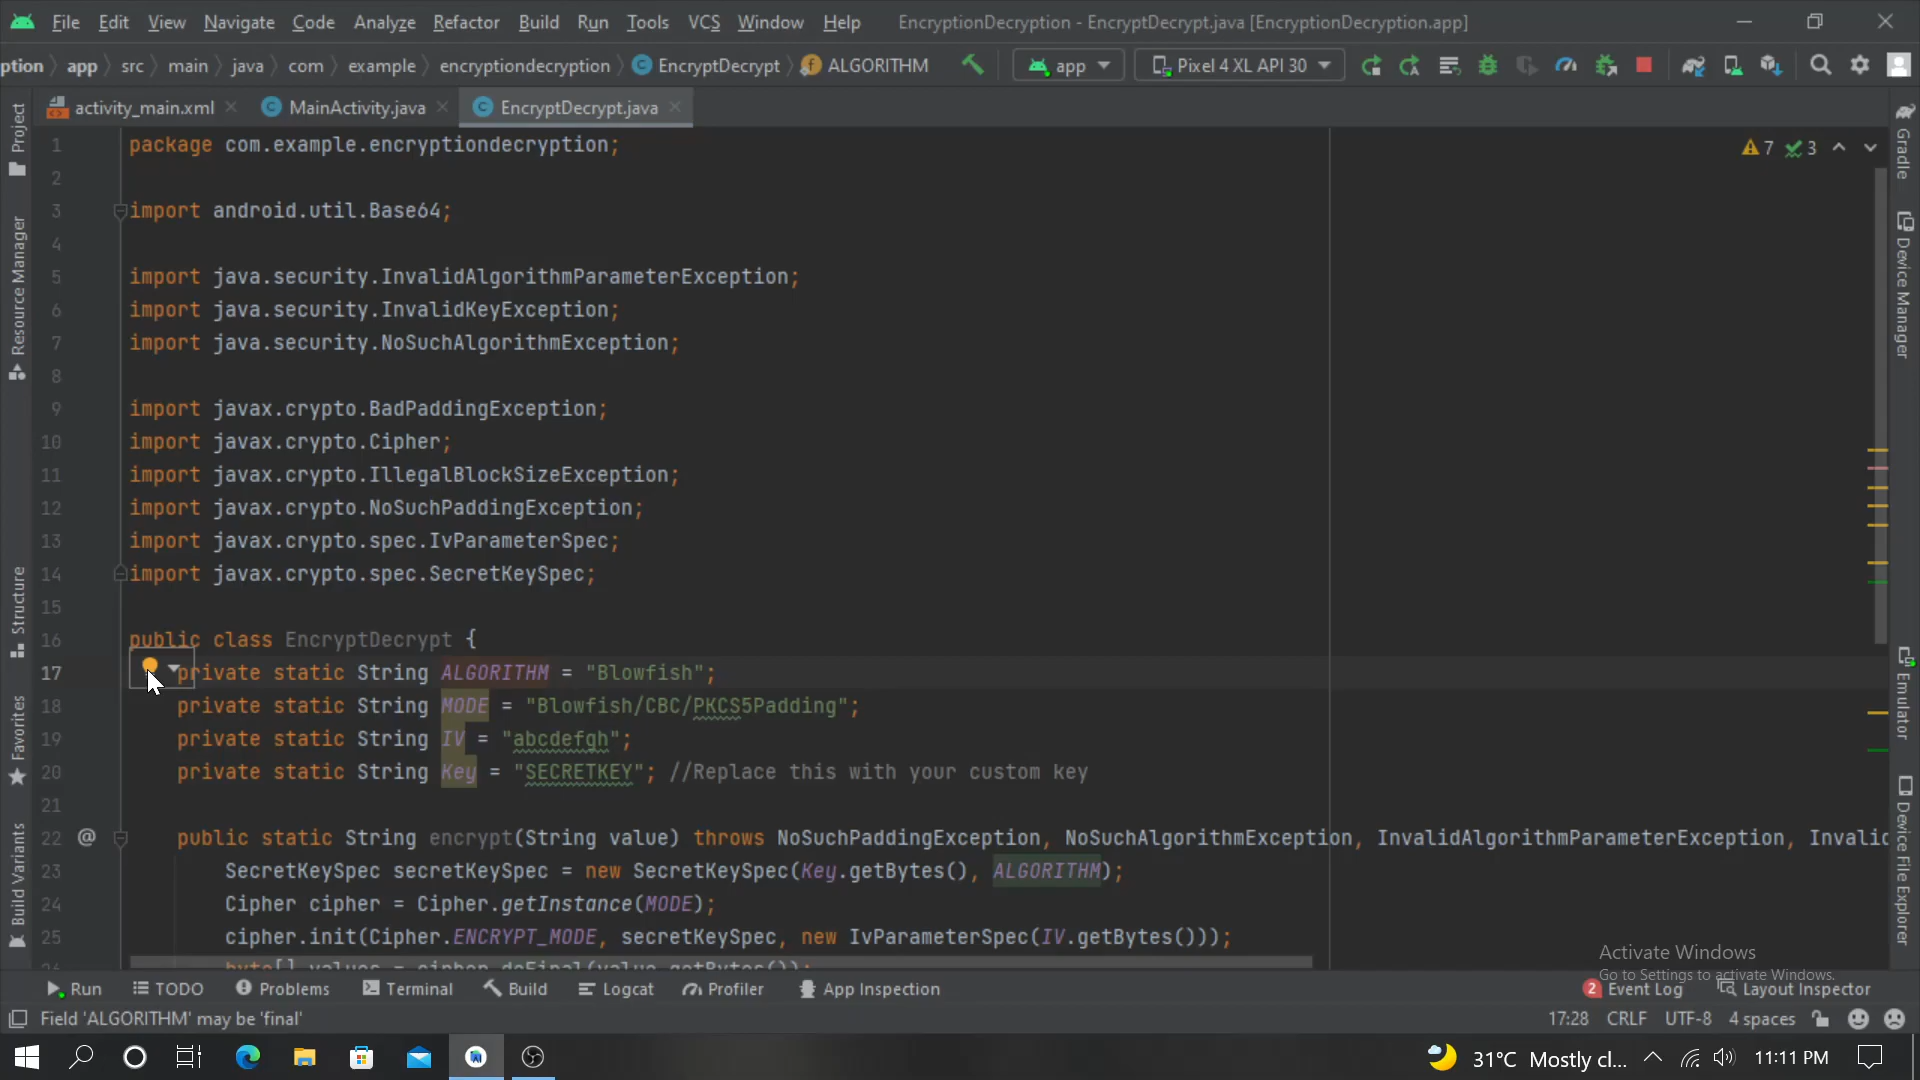 File Edit View Navigate Code Analyze Refactor Build Run Tools VCS Window Help EncryptionDecryption - EncryptDecrypt.java [EncryptionDecryption.app]
ption app src main java com example encryptiondecryption EncryptDecrypt ALGORITHM app Pixel 4 XL API 30
activity_main.xml MainActivity.java EncryptDecrypt.java
1 package com.example.encryptiondecryption;
7 3
2
3 import android.util.Base64;
4
5 import java.security.InvalidAlgorithmParameterException;
6 import java.security.InvalidKeyException;
7 import java.security.NoSuchAlgorithmException;
8
9 import javax.crypto.BadPaddingException;
10 import javax.crypto.Cipher;
11 import javax.crypto.IllegalBlockSizeException;
12 import javax.crypto.NoSuchPaddingException;
13 import javax.crypto.spec.IvParameterSpec;
14 import javax.crypto.spec.SecretKeySpec;
15
16 public class EncryptDecrypt {
17 private static String ALGORITHM = "Blowfish";
18 private static String MODE = "Blowfish/CBC/PKCS5Padding";
19 private static String IV = "abcdefgh";
20 private static String Key = "SECRETKEY"; //Replace this with your custom key
21
22 @ public static String encrypt(String value) throws NoSuchPaddingException, NoSuchAlgorithmException, InvalidAlgorithmParameterException, Invalid
23 SecretKeySpec secretKeySpec = new SecretKeySpec(Key.getBytes(), ALGORITHM);
24 Cipher cipher = Cipher.getInstance(MODE);
25 cipher.init(Cipher.ENCRYPT_MODE, secretKeySpec, new IvParameterSpec(IV.getBytes()));
26 byte[] values = cipher.doFinal(value.getBytes());
Project
Resource Manager
Structure
Favorites
Build Variants
Gradle
Device Manager
Emulator
Device File Explorer
Activate Windows
Go to Settings to activate Windows.
Run TODO Problems Terminal Build Logcat Profiler App Inspection 2 Event Log Layout Inspector
Field 'ALGORITHM' may be 'final' 17:28 CRLF UTF-8 4 spaces
31°C Mostly cl... 11:11 PM